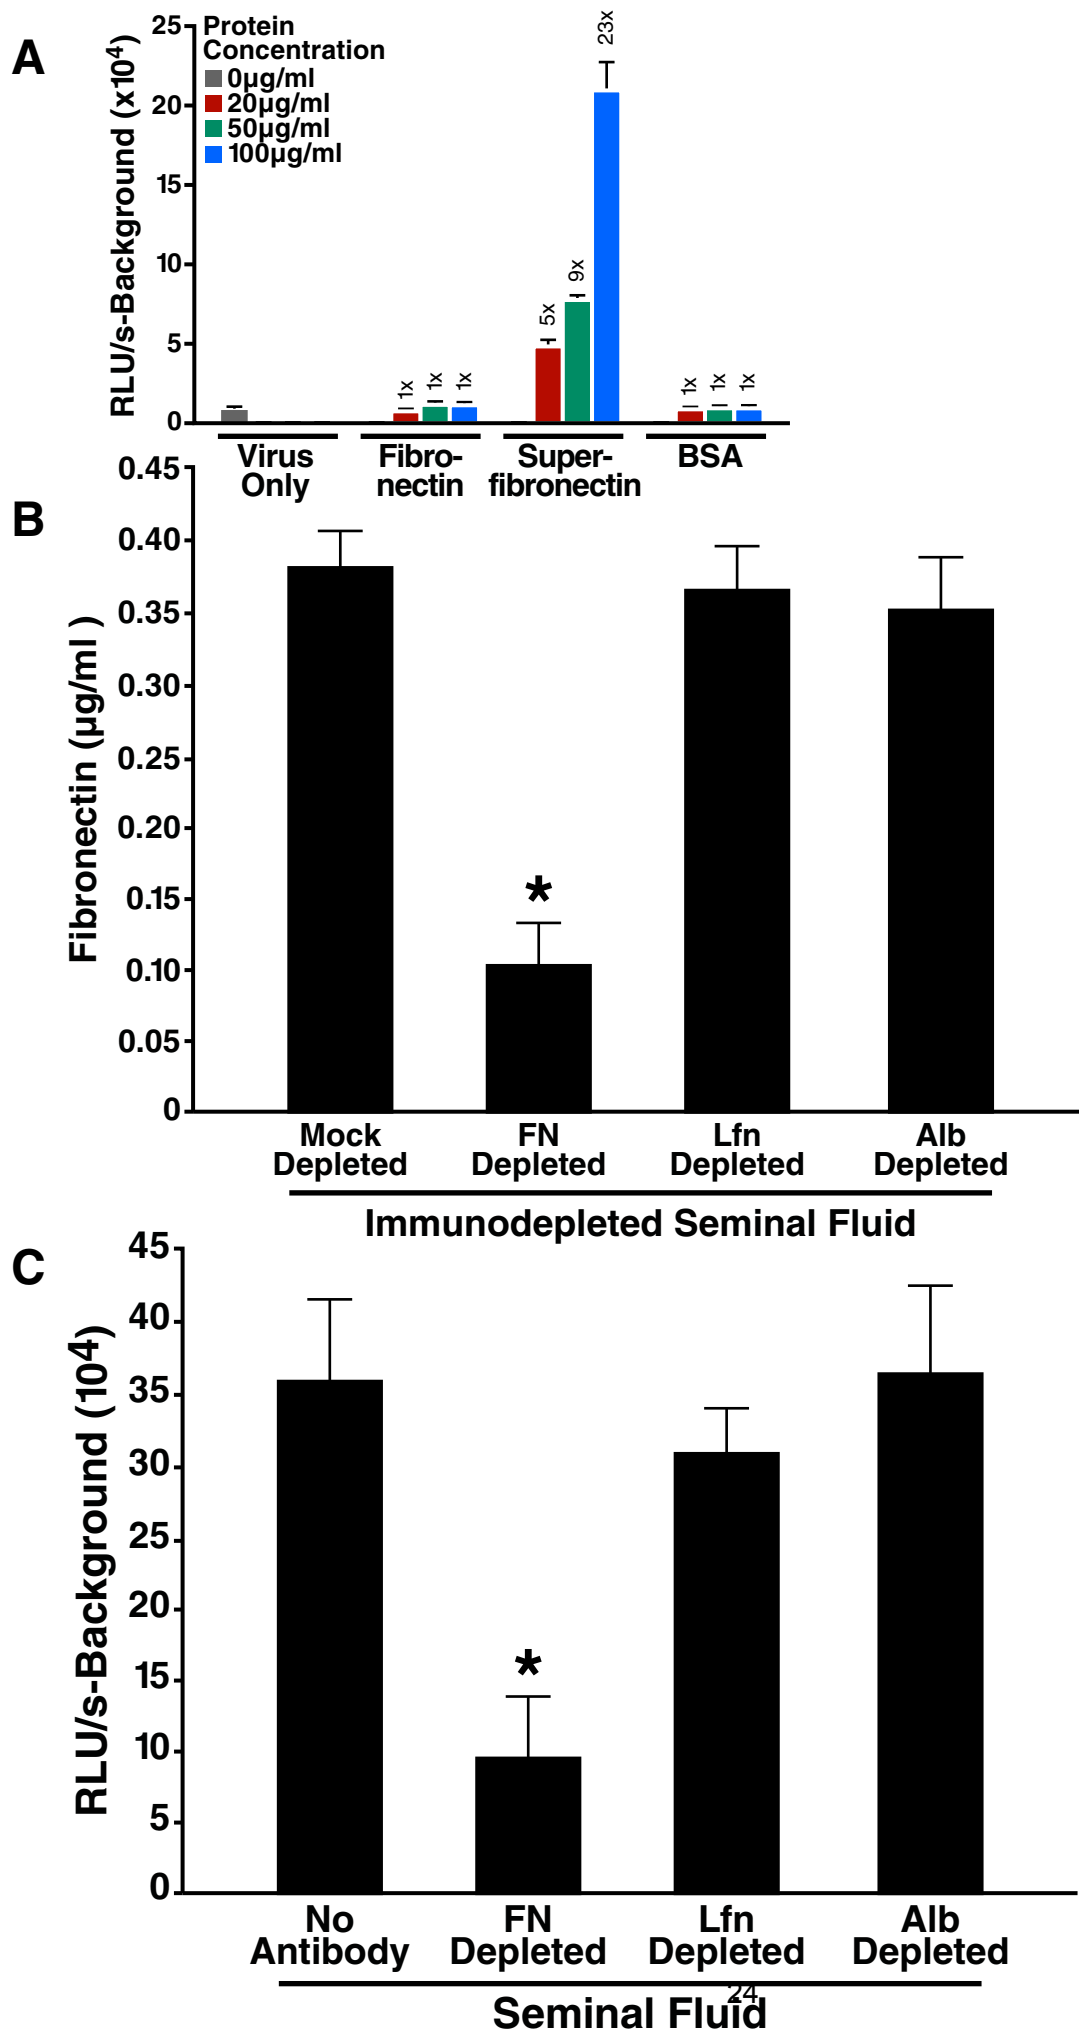 A
RLU/s-Background (x10⁴)
25
20
15
10
5
0
Protein
Concentration
0µg/ml
20µg/ml
50µg/ml
100µg/ml
1x 1x 1x
5x 9x 23x
1x 1x 1x
Virus Only
Fibro-nectin
Super-fibronectin
BSA
B
Fibronectin (µg/ml )
0.45
0.40
0.35
0.30
0.25
0.20
0.15
0.10
0.05
0
*
Mock Depleted
FN Depleted
Lfn Depleted
Alb Depleted
Immunodepleted Seminal Fluid
C
RLU/s-Background (10⁴)
45
40
35
30
25
20
15
10
5
0
*
No Antibody
FN Depleted
Lfn Depleted
Alb Depleted
24
Seminal Fluid